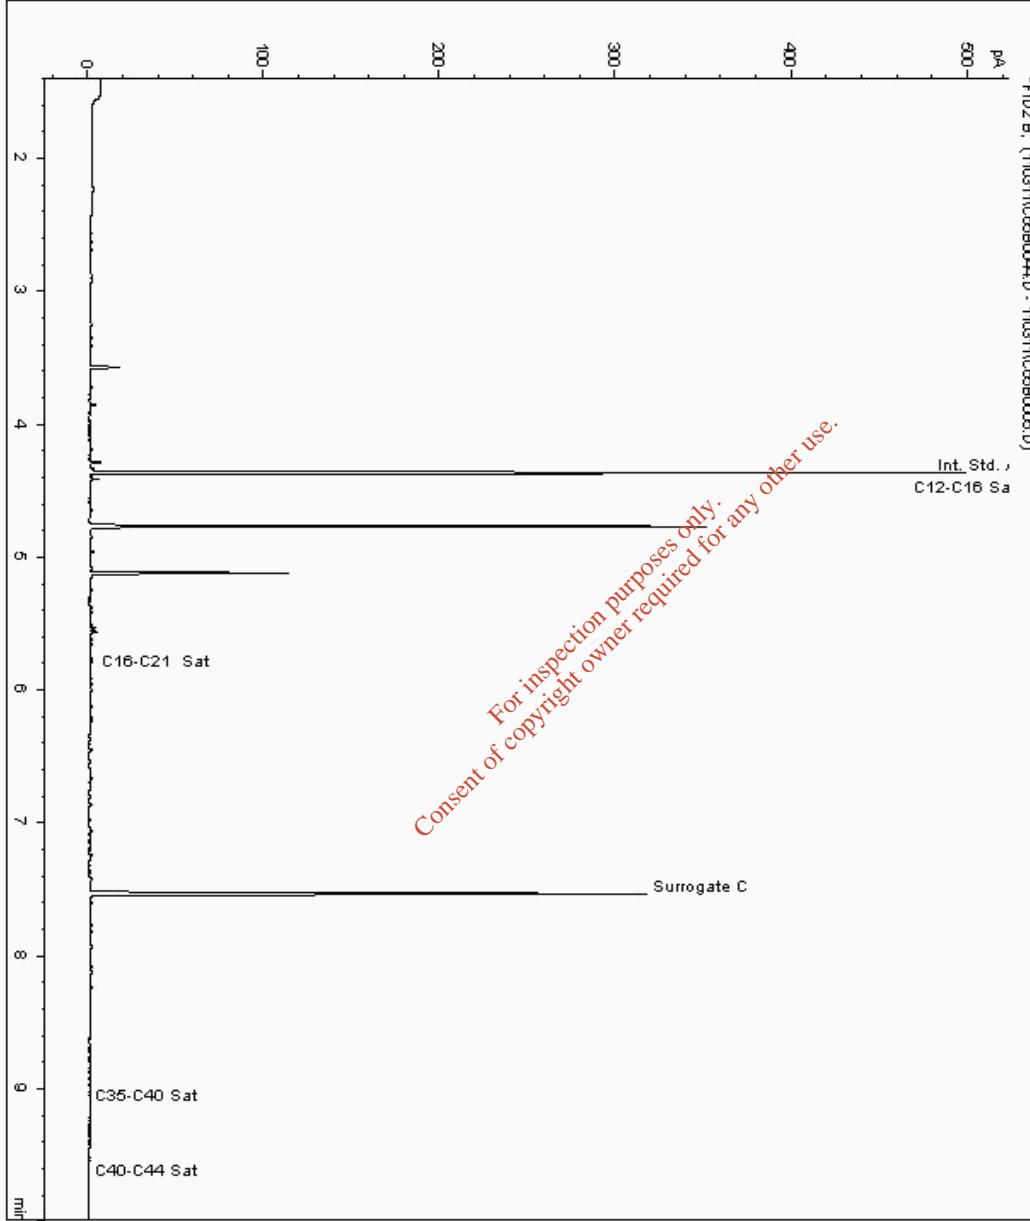 pA
500
400
300
200
100
0
2
3
4
5
6
7
8
9
Int. Std.
C12-C16 Sa
C16-C21 Sat
Surrogate C
C35-C40 Sat
C40-C44 Sat
For inspection purposes only.
Consent of copyright owner required for any other use.